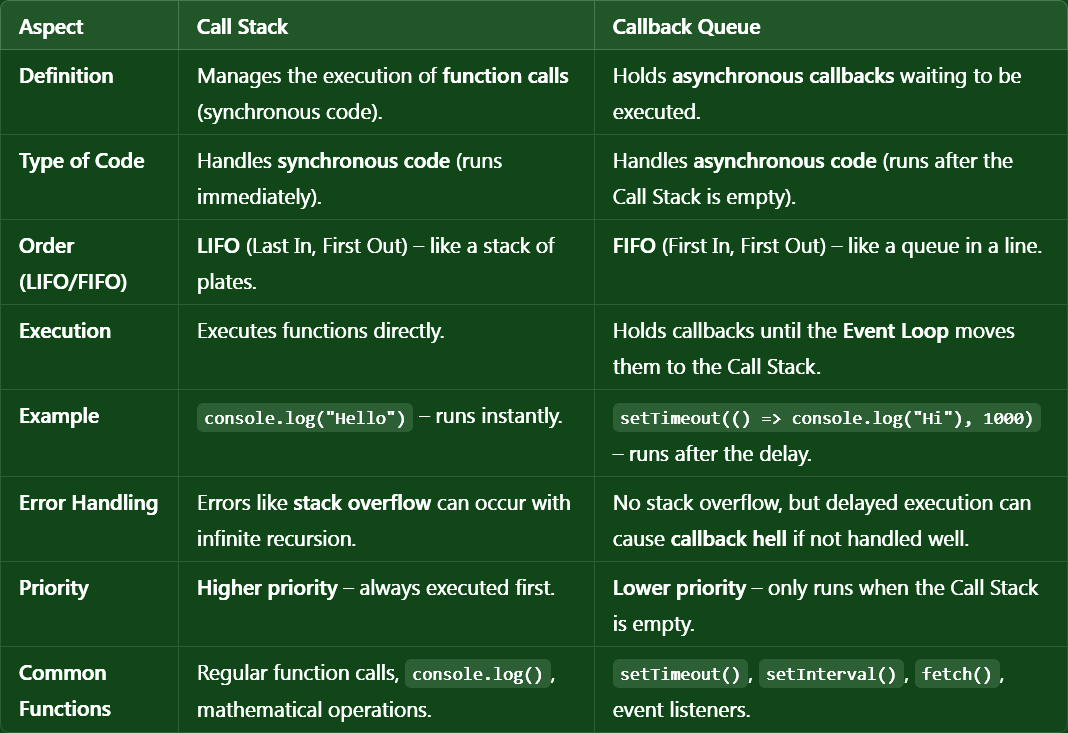 Aspect Call Stack Callback Queue
Definition Manages the execution of function calls Holds asynchronous callbacks waiting to be
(synchronous code). executed.
Type of Code Handles synchronous code (runs Handles asynchronous code (runs after the
immediately). Call Stack is empty).
Order LIFO (Last In, First Out) – like a stack of FIFO (First In, First Out) – like a queue in a line.
(LIFO/FIFO) plates.
Execution Executes functions directly. Holds callbacks until the Event Loop moves
them to the Call Stack.
Example console.log("Hello") – runs instantly. setTimeout(() => console.log("Hi"), 1000)
– runs after the delay.
Error Handling Errors like stack overflow can occur with No stack overflow, but delayed execution can
infinite recursion. cause callback hell if not handled well.
Priority Higher priority – always executed first. Lower priority – only runs when the Call Stack
is empty.
Common Regular function calls, console.log(), setTimeout(), setInterval(), fetch(),
Functions mathematical operations. event listeners.